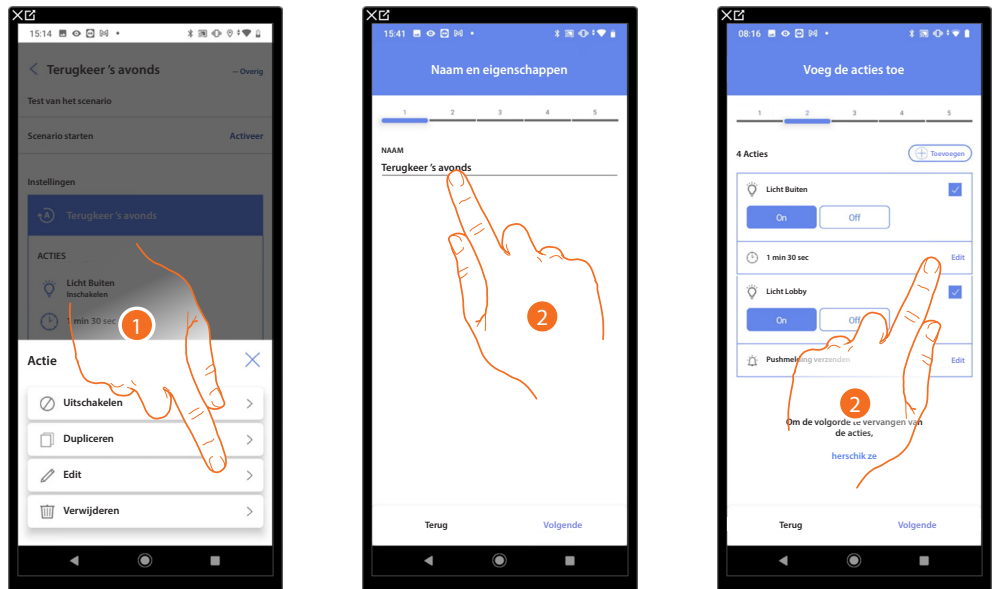 15:14
Terugkeer 's avonds
– Overig
Test van het scenario
Scenario starten
Activeer
Instellingen
Terugkeer 's avonds
ACTIES
Licht Buiten
Inschakelen
min 30 sec
1
Actie
Uitschakelen
Dupliceren
Edit
Verwijderen
15:41
Naam en eigenschappen
1 2 3 4 5
NAAM
Terugkeer 's avonds
2
Terug
Volgende
08:16
Voeg de acties toe
1 2 3 4 5
4 Acties
Toevoegen
Licht Buiten
On
Off
1 min 30 sec
Edit
Licht Lobby
On
Off
Pushmelding verzenden
Edit
2
Om de volgorde te vervangen van
de acties,
herschik ze
Terug
Volgende